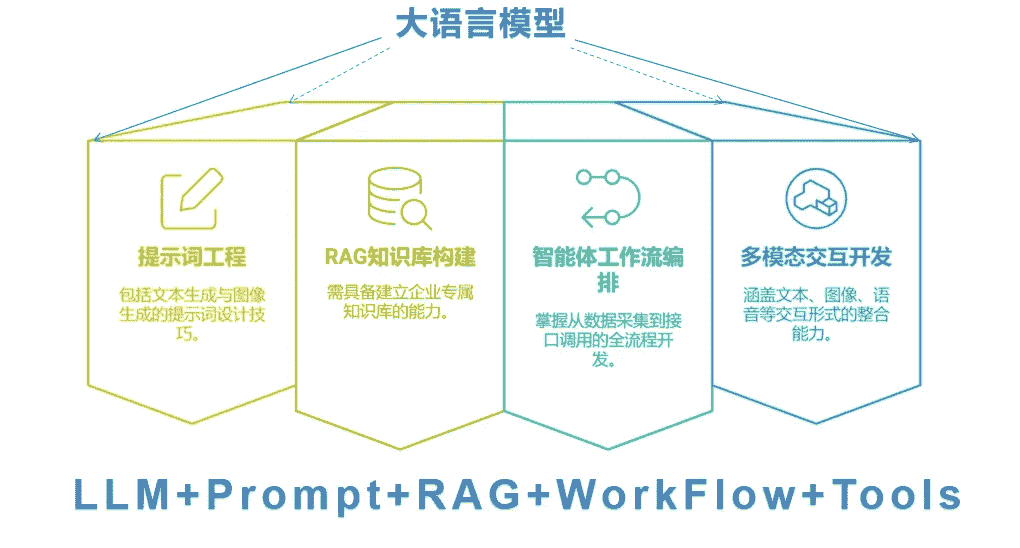 大语言模型
提示词工程
包括文本生成与图像
生成的提示词设计技
巧。
RAG知识库构建
需具备建立企业专属
知识库的能力。
智能体工作流编
排
掌握从数据采集到接
口调用的全流程开
发。
多模态交互开发
涵盖文本、图像、语
音等交互形式的整合
能力。
LLM+Prompt+RAG+WorkFlow+Tools